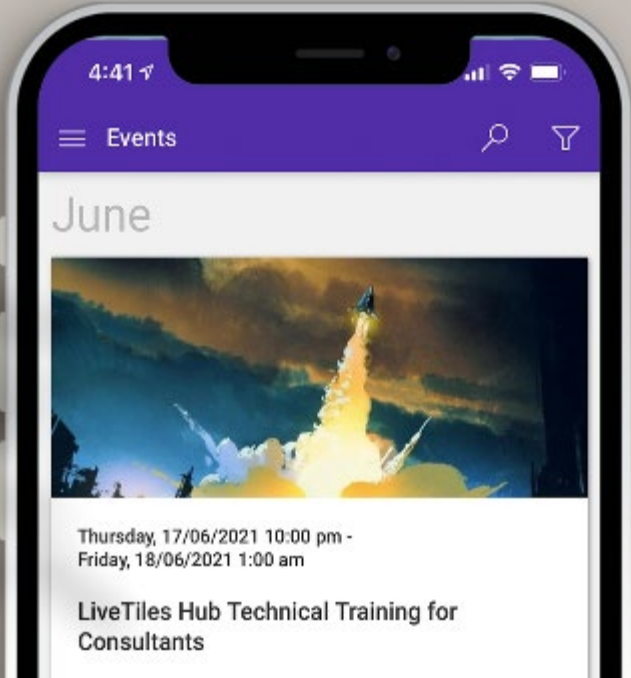 4:41
Events
June
Thursday, 17/06/2021 10:00 pm -
Friday, 18/06/2021 1:00 am
LiveTiles Hub Technical Training for
Consultants